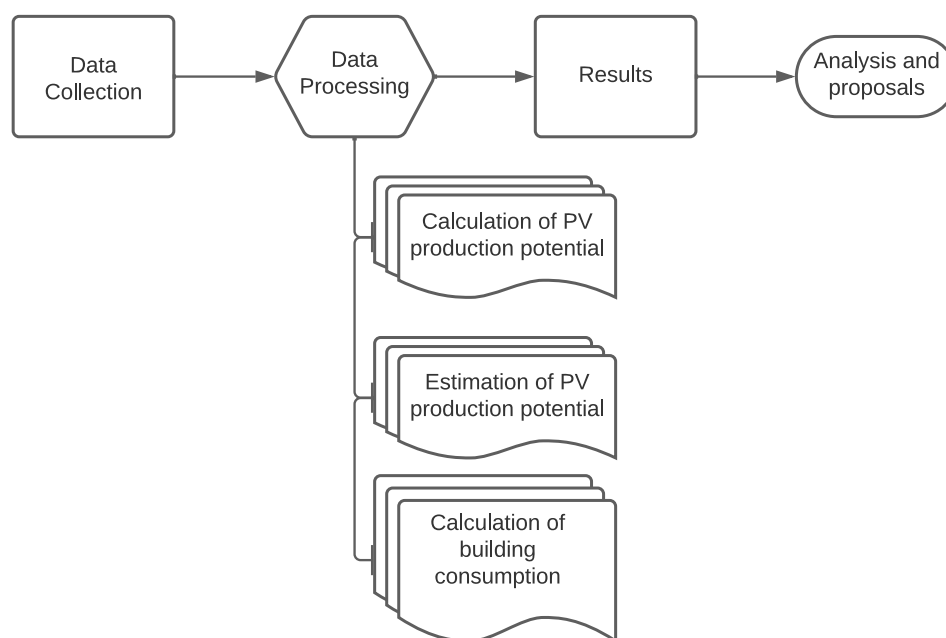 Data
Collection
Data
Processing
Results
Analysis and
proposals
Calculation of PV
production potential
Estimation of PV
production potential
Calculation of
building
consumption